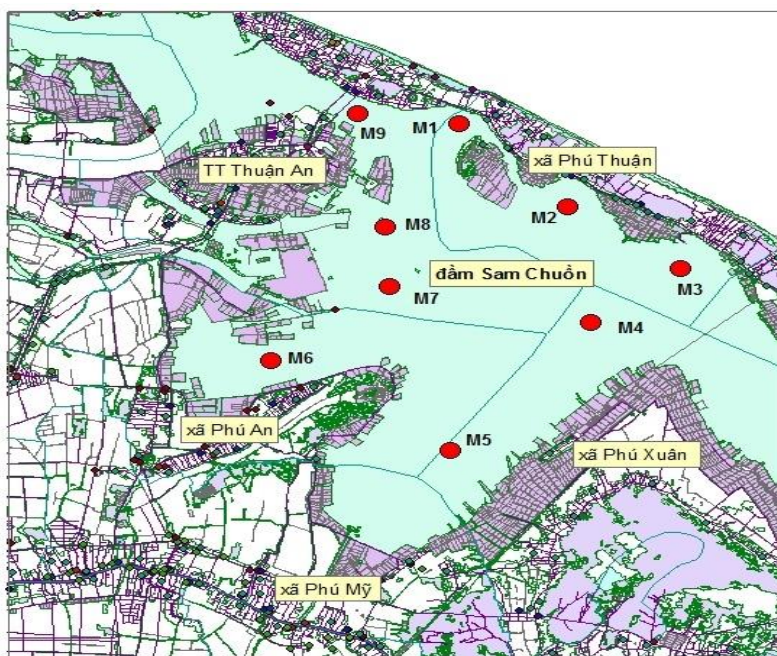 M9
M1
TT Thuận An
xã Phú Thuận
M2
M8
đầm Sam Chuồn
M3
M7
M4
M6
xã Phú An
M5
xã Phú Xuân
xã Phú Mỹ